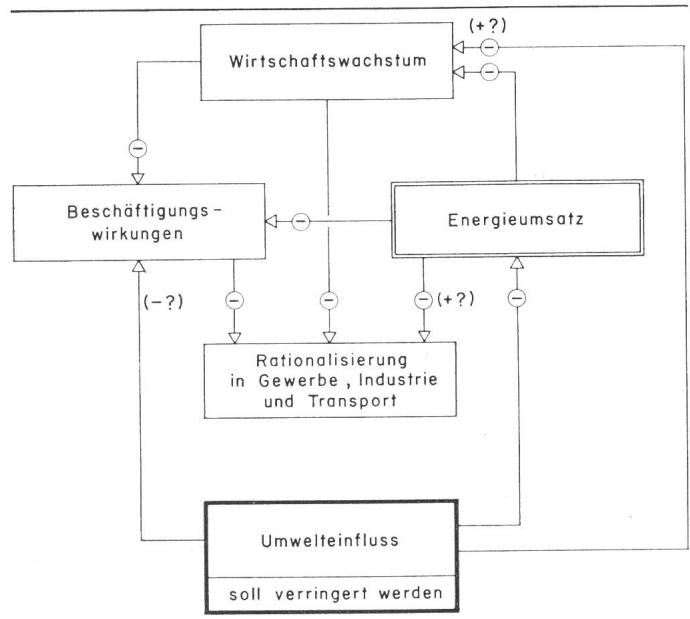 (+?)
−
Wirtschaftswachstum
−
−
Beschäftigungs-
wirkungen
−
Energieumsatz
(−?)
−
−
−
(+?)
−
Rationalisierung
in Gewerbe, Industrie
und Transport
Umwelteinfluss
soll verringert werden